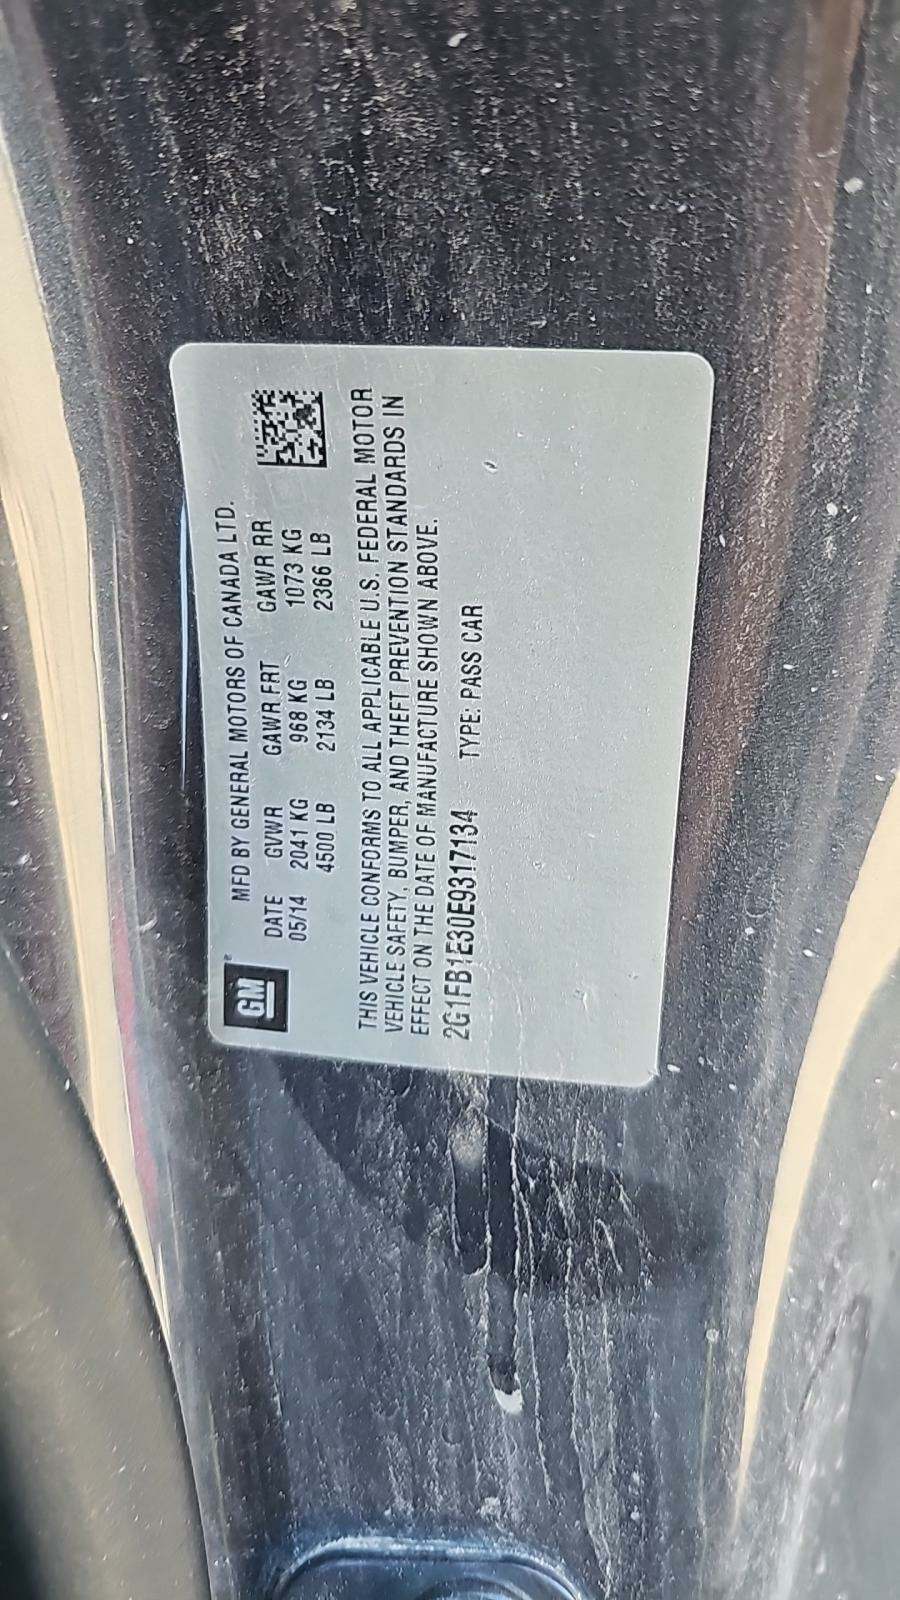 GM®
MFD BY GENERAL MOTORS OF CANADA LTD.
DATE GVWR GAWR FRT GAWR RR
05/14 2041 KG 968 KG 1073 KG
4500 LB 2134 LB 2366 LB
THIS VEHICLE CONFORMS TO ALL APPLICABLE U.S. FEDERAL MOTOR
VEHICLE SAFETY, BUMPER, AND THEFT PREVENTION STANDARDS IN
EFFECT ON THE DATE OF MANUFACTURE SHOWN ABOVE.
2G1FB1E30E9317134 TYPE: PASS CAR